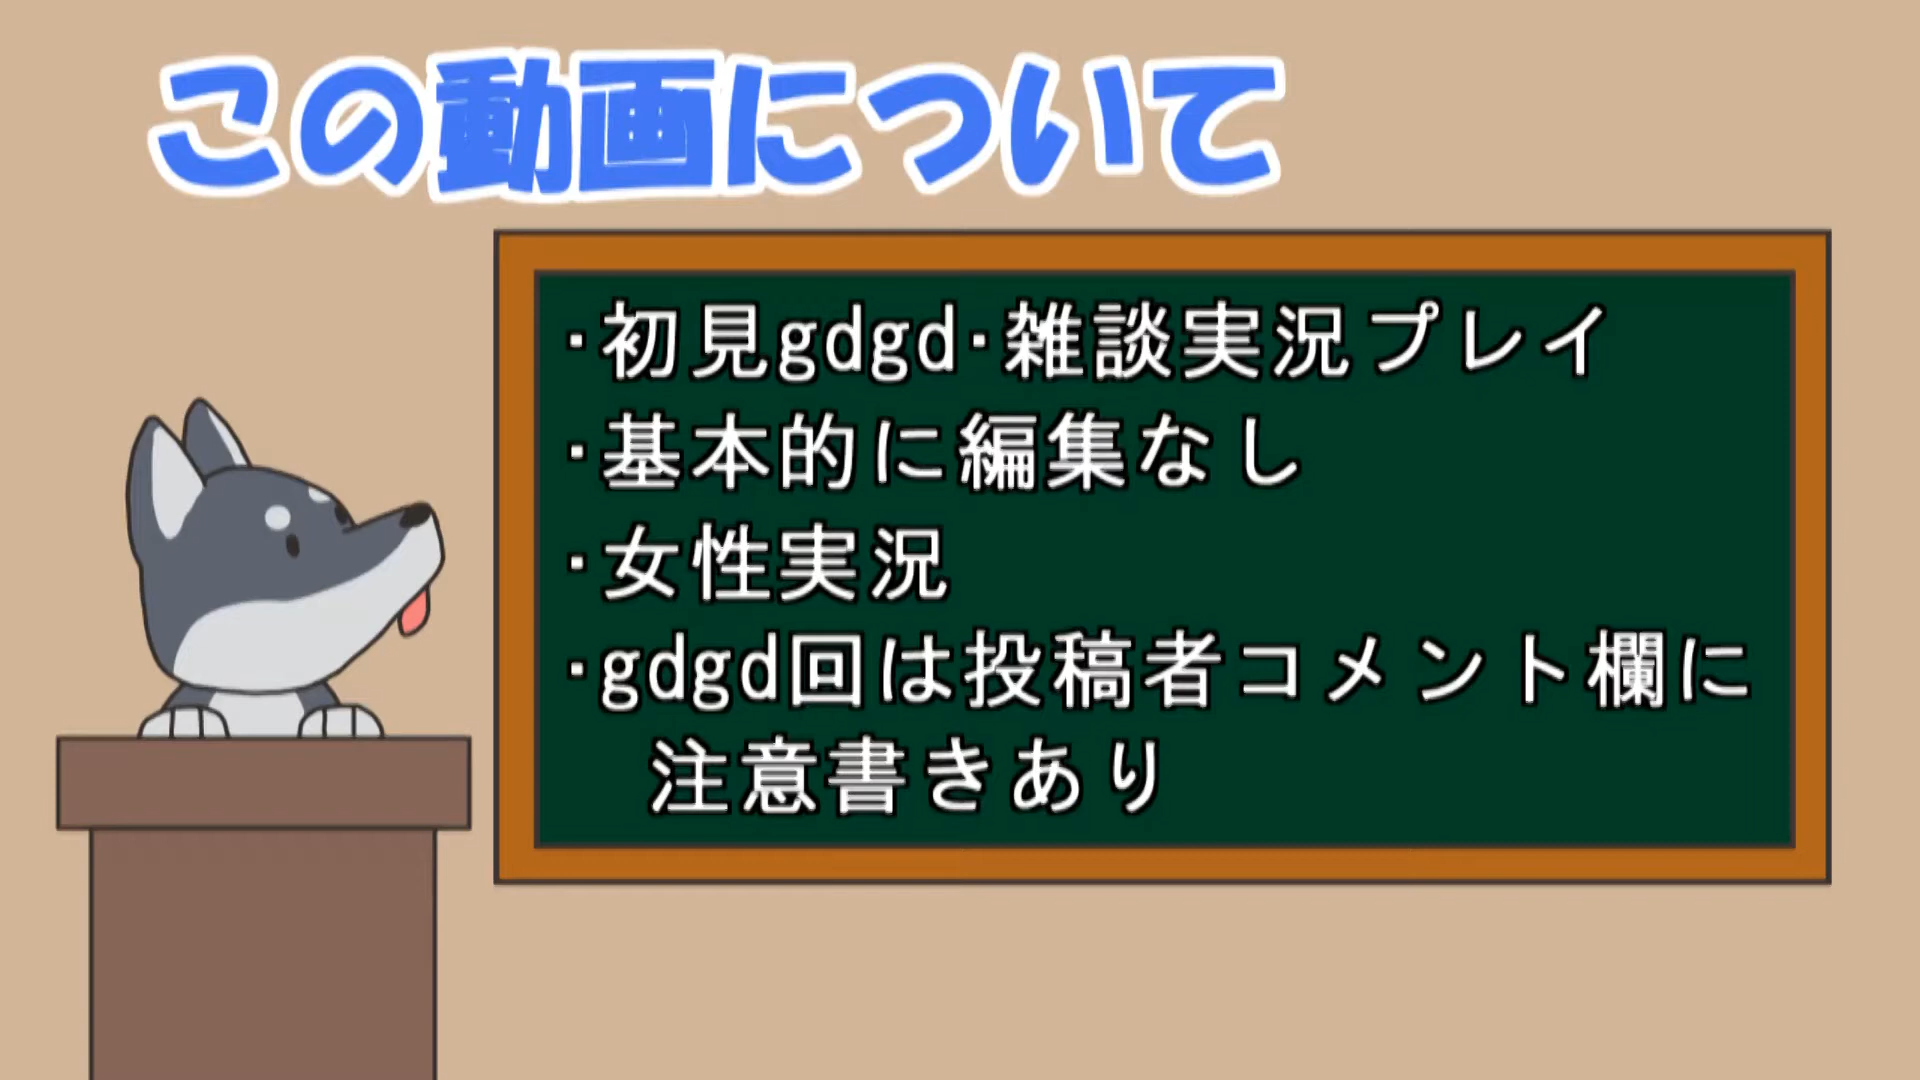 この動画について
・初見gdgd・雑談実況プレイ
・基本的に編集なし
・女性実況
・gdgd回は投稿者コメント欄に
注意書きあり